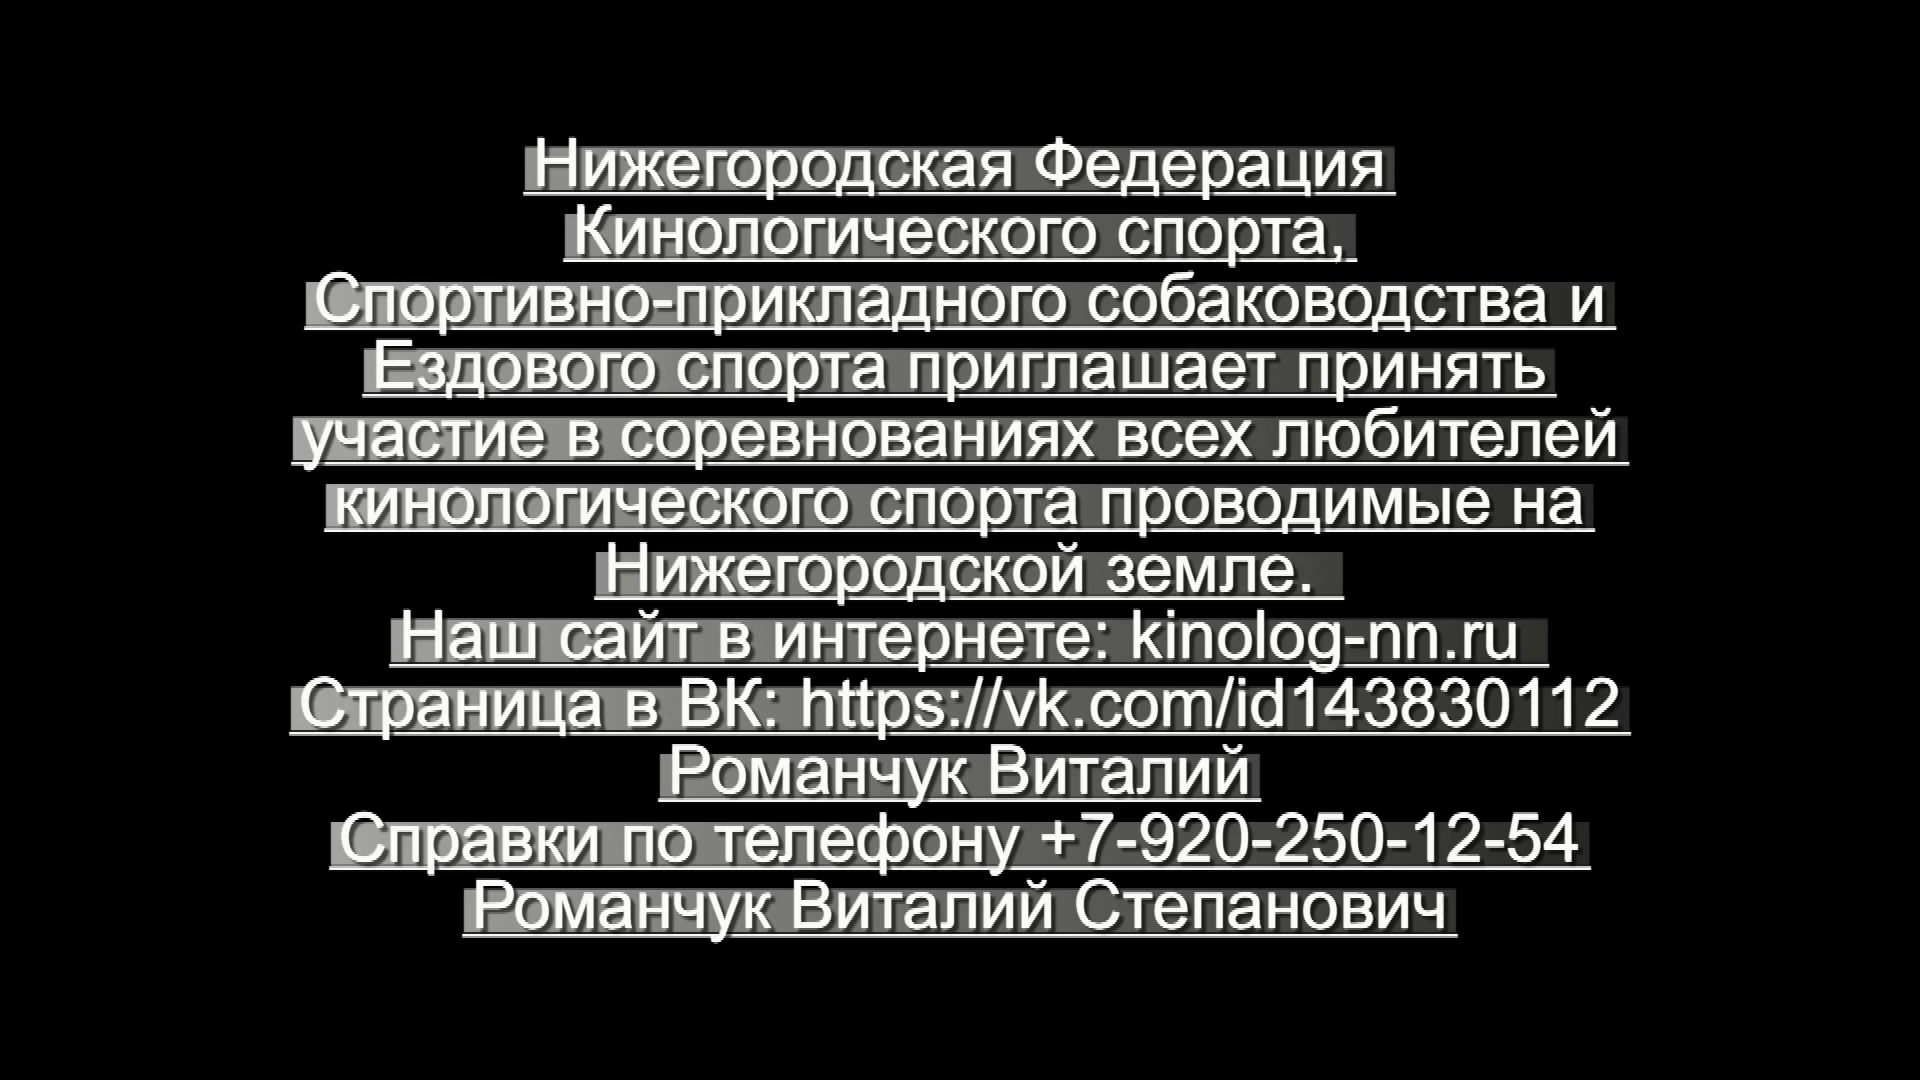 Нижегородская Федерация
Кинологического спорта,
Спортивно-прикладного собаководства и
Ездового спорта приглашает принять
участие в соревнованиях всех любителей
кинологического спорта проводимые на
Нижегородской земле.
Наш сайт в интернете: kinolog-nn.ru
Страница в ВК: https://vk.com/id143830112
Романчук Виталий
Справки по телефону +7-920-250-12-54
Романчук Виталий Степанович